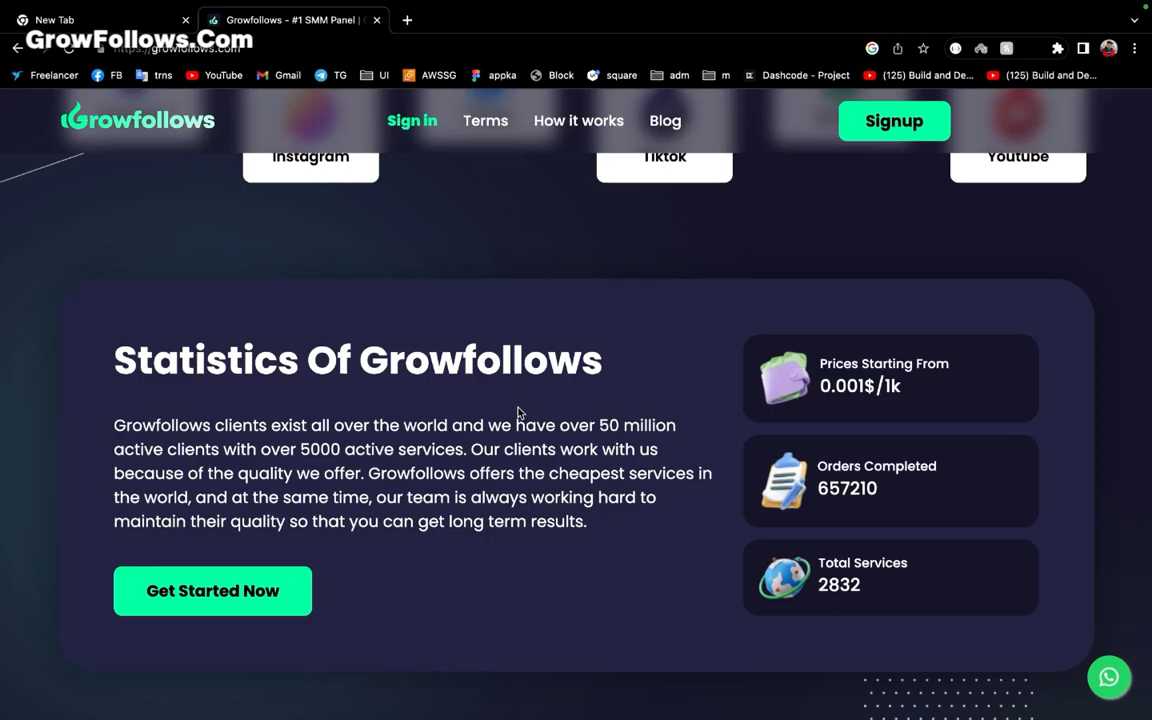 New Tab
Growfollows - #1 SMM Panel |
GrowFollows.Com
https://growfollows.com
Freelancer
FB
trns
YouTube
Gmail
TG
UI
AWSSG
appka
Block
square
adm
m
Dashcode - Project
(125) Build and De...
(125) Build and De...
Growfollows
Sign in
Terms
How it works
Blog
Signup
Instagram
Tiktok
Youtube
Statistics Of Growfollows
Growfollows clients exist all over the world and we have over 50 million
active clients with over 5000 active services. Our clients work with us
because of the quality we offer. Growfollows offers the cheapest services in
the world, and at the same time, our team is always working hard to
maintain their quality so that you can get long term results.
Get Started Now
Prices Starting From
0.001$/1k
Orders Completed
657210
Total Services
2832